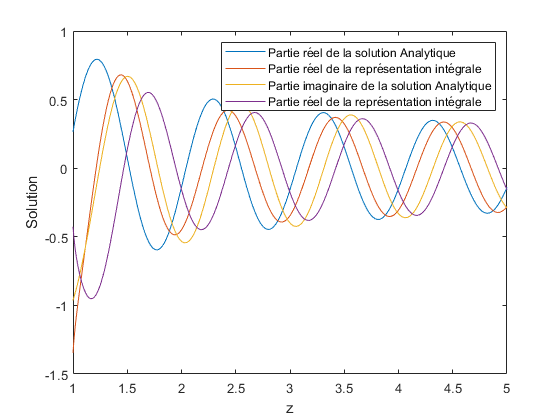 Partie réel de la solution Analytique
Partie réel de la représentation intégrale
Partie imaginaire de la solution Analytique
Partie réel de la représentation intégrale
1
0.5
0
-0.5
-1
-1.5
Solution
1
1.5
2
2.5
3
3.5
4
4.5
5
z